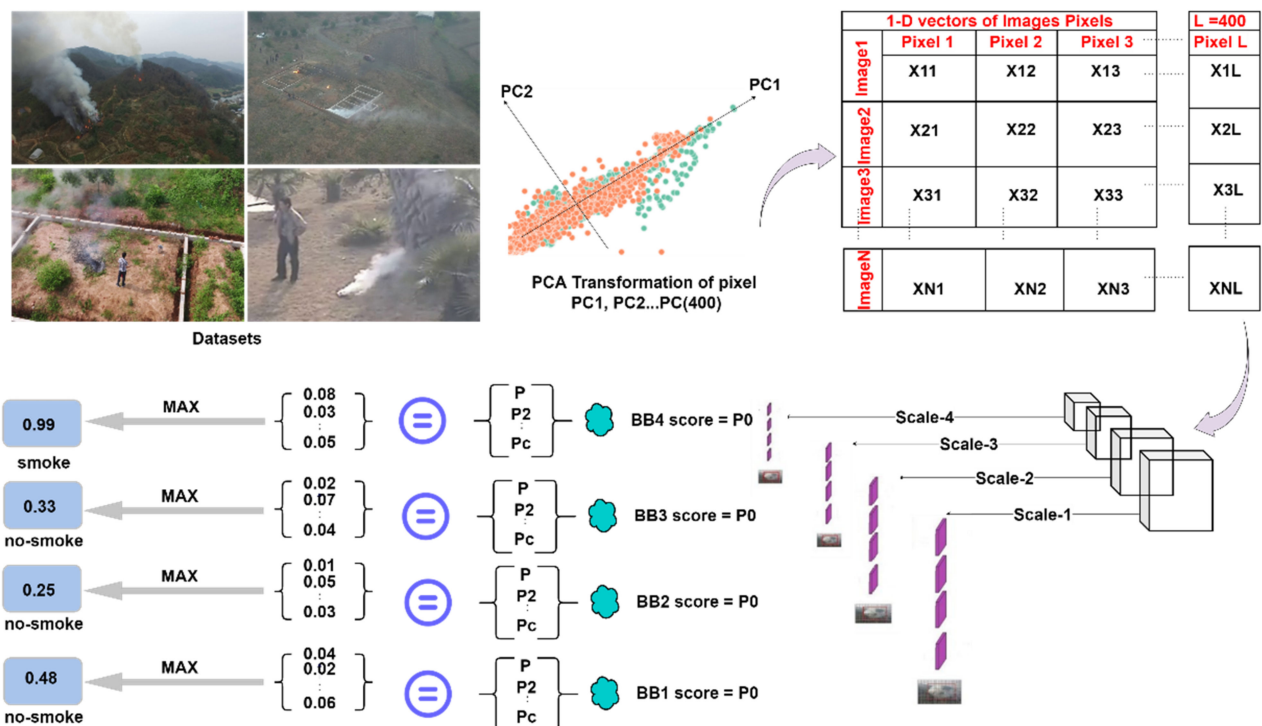 PC2
PC1
PCA Transformation of pixel
PC1, PC2...PC(400)
Datasets
1-D vectors of Images Pixels
L =400
Pixel 1
Pixel 2
Pixel 3
Pixel L
Image1
X11
X12
X13
X1L
Image2
X21
X22
X23
X2L
Image3
X31
X32
X33
X3L
ImageN
XN1
XN2
XN3
XNL
0.99
smoke
MAX
0.08
0.03
0.05
P
P2
Pc
BB4 score = P0
Scale-4
Scale-3
Scale-2
Scale-1
0.33
no-smoke
MAX
0.02
0.07
0.04
P
P2
Pc
BB3 score = P0
0.25
no-smoke
MAX
0.01
0.05
0.03
P
P2
Pc
BB2 score = P0
0.48
no-smoke
MAX
0.04
0.02
0.06
P
P2
Pc
BB1 score = P0